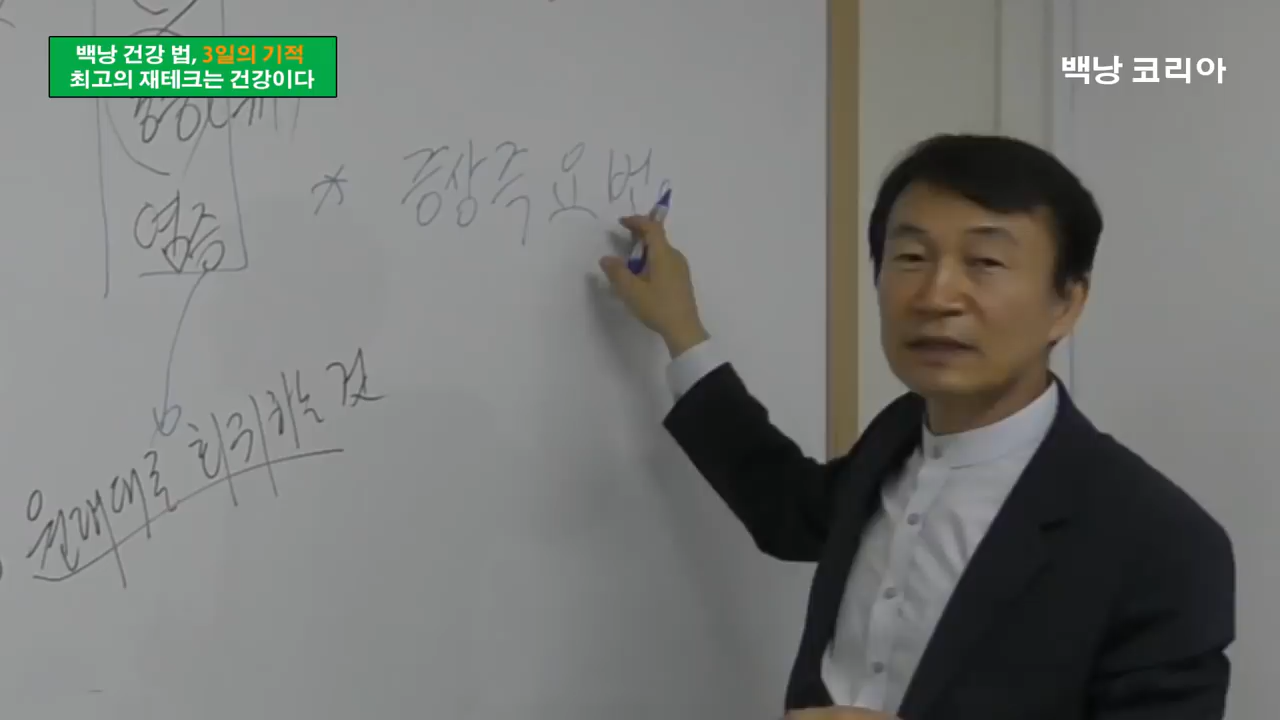 백낭 건강 법, 3일의 기적
최고의 재테크는 건강이다
백낭 코리아
염증
* 증상즉요번
원래대로 회귀하는 것